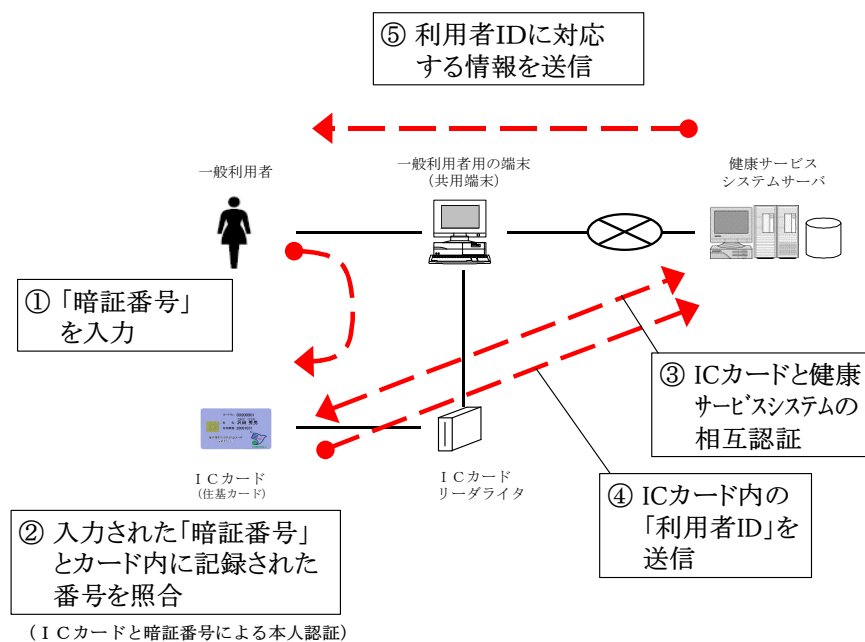 ⑤ 利用者IDに対応
する情報を送信
一般利用者
一般利用者用の端末
(共用端末)
健康サービス
システムサーバ
① 「暗証番号」
を入力
③ ICカードと健康
サービスシステムの
相互認証
ＩＣカード
(住基カード)
ＩＣカード
リーダライタ
④ ICカード内の
「利用者ID」を
送信
② 入力された「暗証番号」
とカード内に記録された
番号を照合
(ＩＣカードと暗証番号による本人認証)